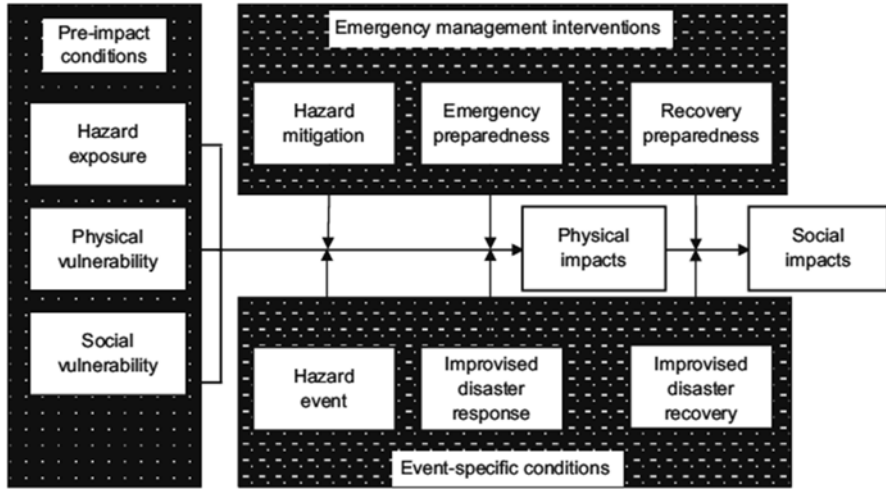 Pre-impact
conditions
Hazard
exposure
Physical
vulnerability
Social
vulnerability
Emergency management interventions
Hazard
mitigation
Emergency
preparedness
Recovery
preparedness
Physical
impacts
Social
impacts
Hazard
event
Improvised
disaster
response
Improvised
disaster
recovery
Event-specific conditions